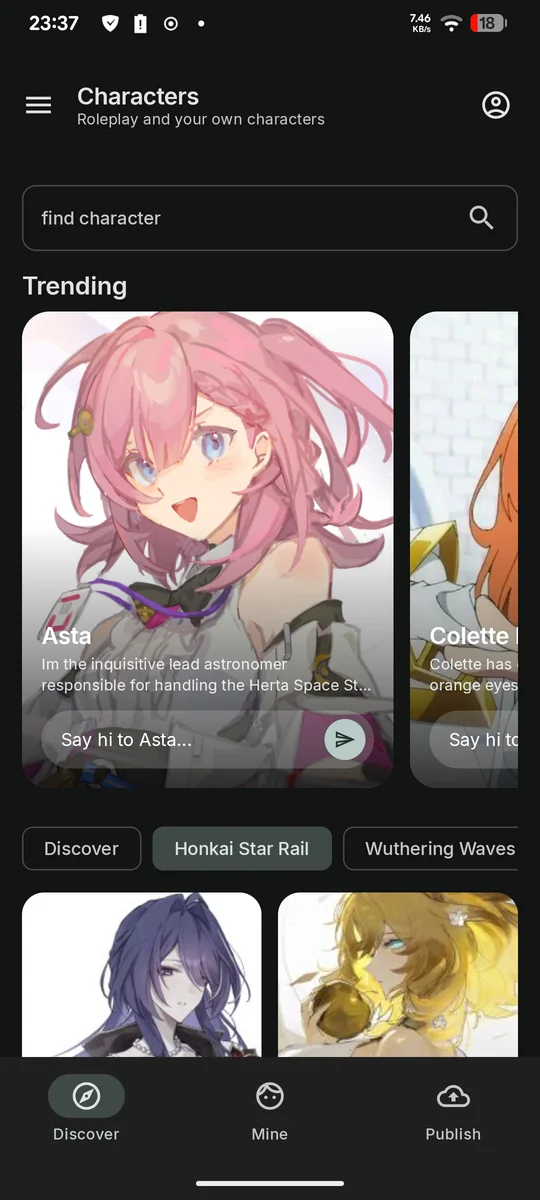 23:37
7.46
KB/s
18
Characters
Roleplay and your own characters
find character
Trending
Asta
Im the inquisitive lead astronomer
responsible for handling the Herta Space St...
Say hi to Asta...
Colette
Colette has
orange eyes
Say hi to
Discover
Honkai Star Rail
Wuthering Waves
Discover
Mine
Publish